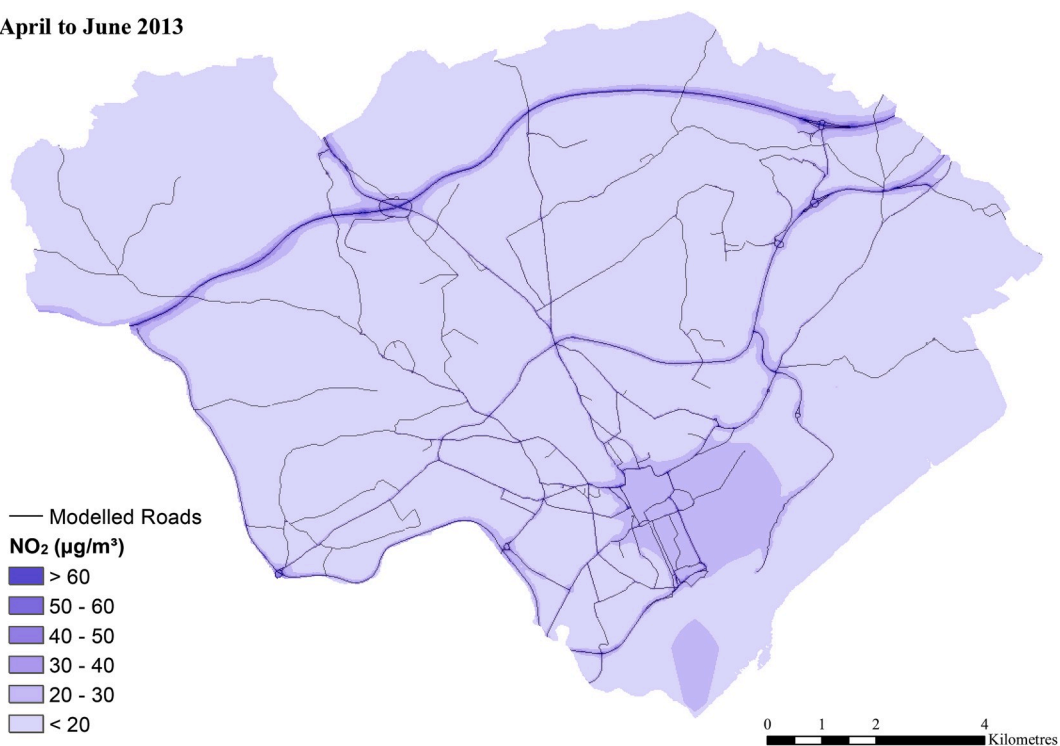 April to June 2013
Modelled Roads
NO₂ (µg/m³)
> 60
50 - 60
40 - 50
30 - 40
20 - 30
< 20
0 1 2 4
Kilometres